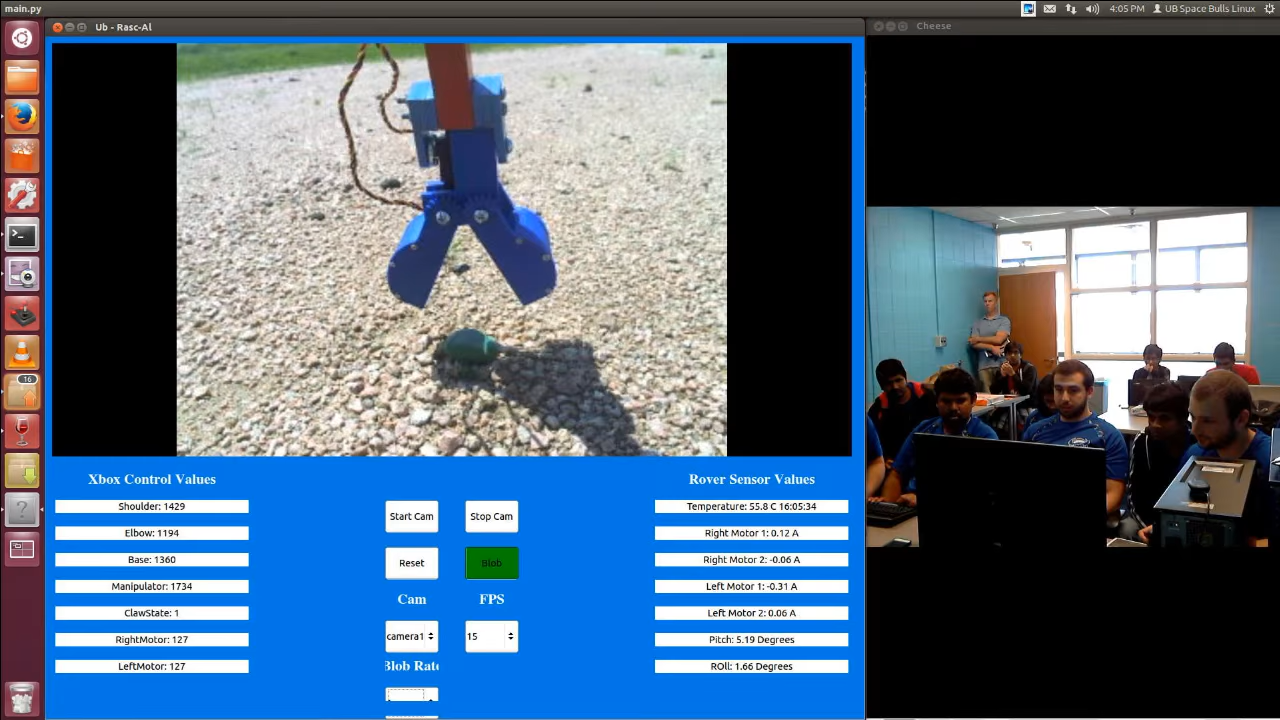 main.py
4:05 PM
UB Space Bulls Linux
Ub - Rasc-Al
Cheese
16
Xbox Control Values
Shoulder: 1429
Elbow: 1194
Base: 1360
Manipulator: 1734
ClawState: 1
RightMotor: 127
LeftMotor: 127
Start Cam
Stop Cam
Reset
Blob
Cam
FPS
camera1
15
Blob Rate
Rover Sensor Values
Temperature: 55.8 C 16:05:34
Right Motor 1: 0.12 A
Right Motor 2: -0.06 A
Left Motor 1: -0.31 A
Left Motor 2: 0.06 A
Pitch: 5.19 Degrees
ROll: 1.66 Degrees